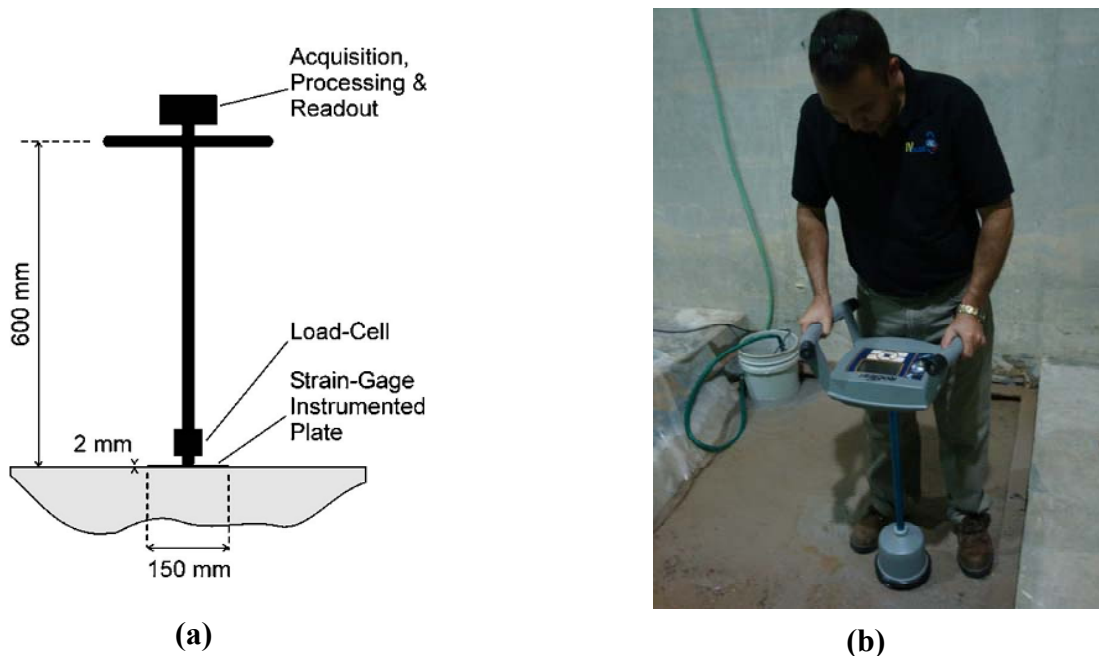 Acquisition,
Processing &
Readout
600 mm
Load-Cell
Strain-Gage
Instrumented
Plate
2 mm
150 mm
(a)
(b)